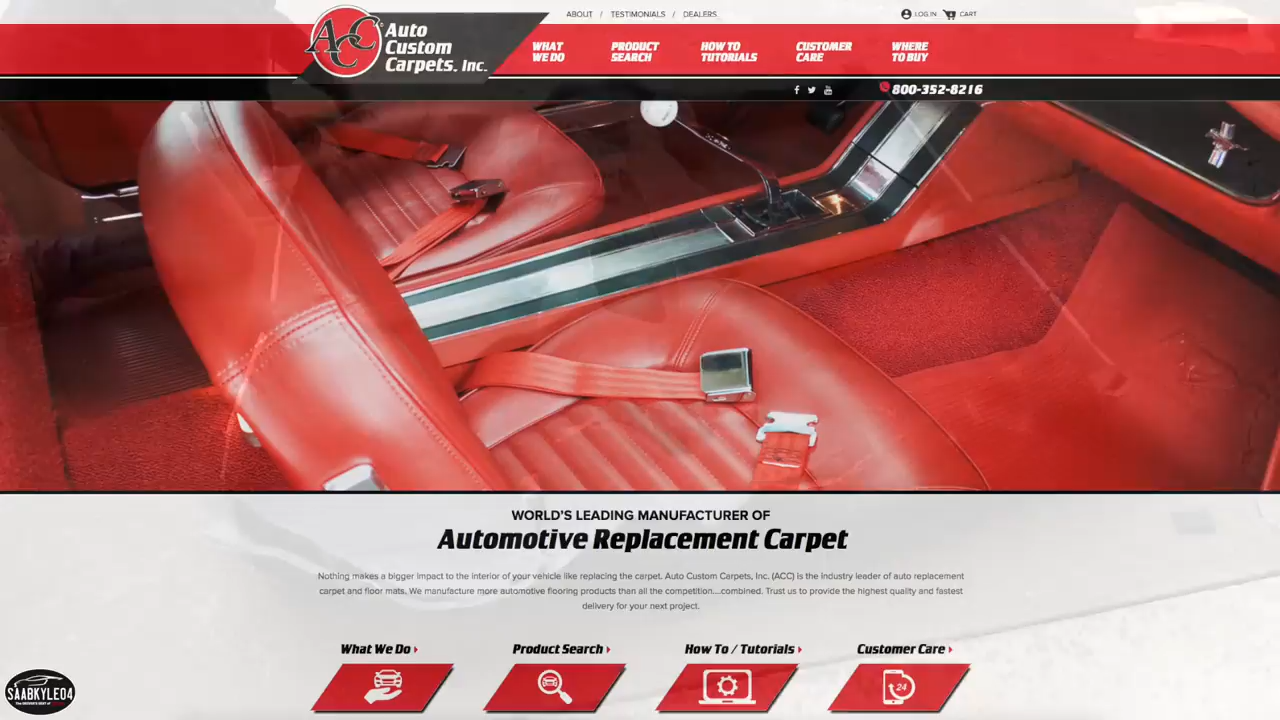 ABOUT / TESTIMONIALS / DEALERS
LOG IN
CART
ACC
Auto
Custom
Carpets, Inc.
WHAT
WE DO
PRODUCT
SEARCH
HOW TO
TUTORIALS
CUSTOMER
CARE
WHERE
TO BUY
800-352-8216
WORLD'S LEADING MANUFACTURER OF
Automotive Replacement Carpet
Nothing makes a bigger impact to the interior of your vehicle like replacing the carpet. Auto Custom Carpets, Inc. (ACC) is the industry leader of auto replacement
carpet and floor mats. We manufacture more automotive flooring products than all the competition....combined. Trust us to provide the highest quality and fastest
delivery for your next project.
What We Do
Product Search
How To / Tutorials
Customer Care
24
SAABKYLE04